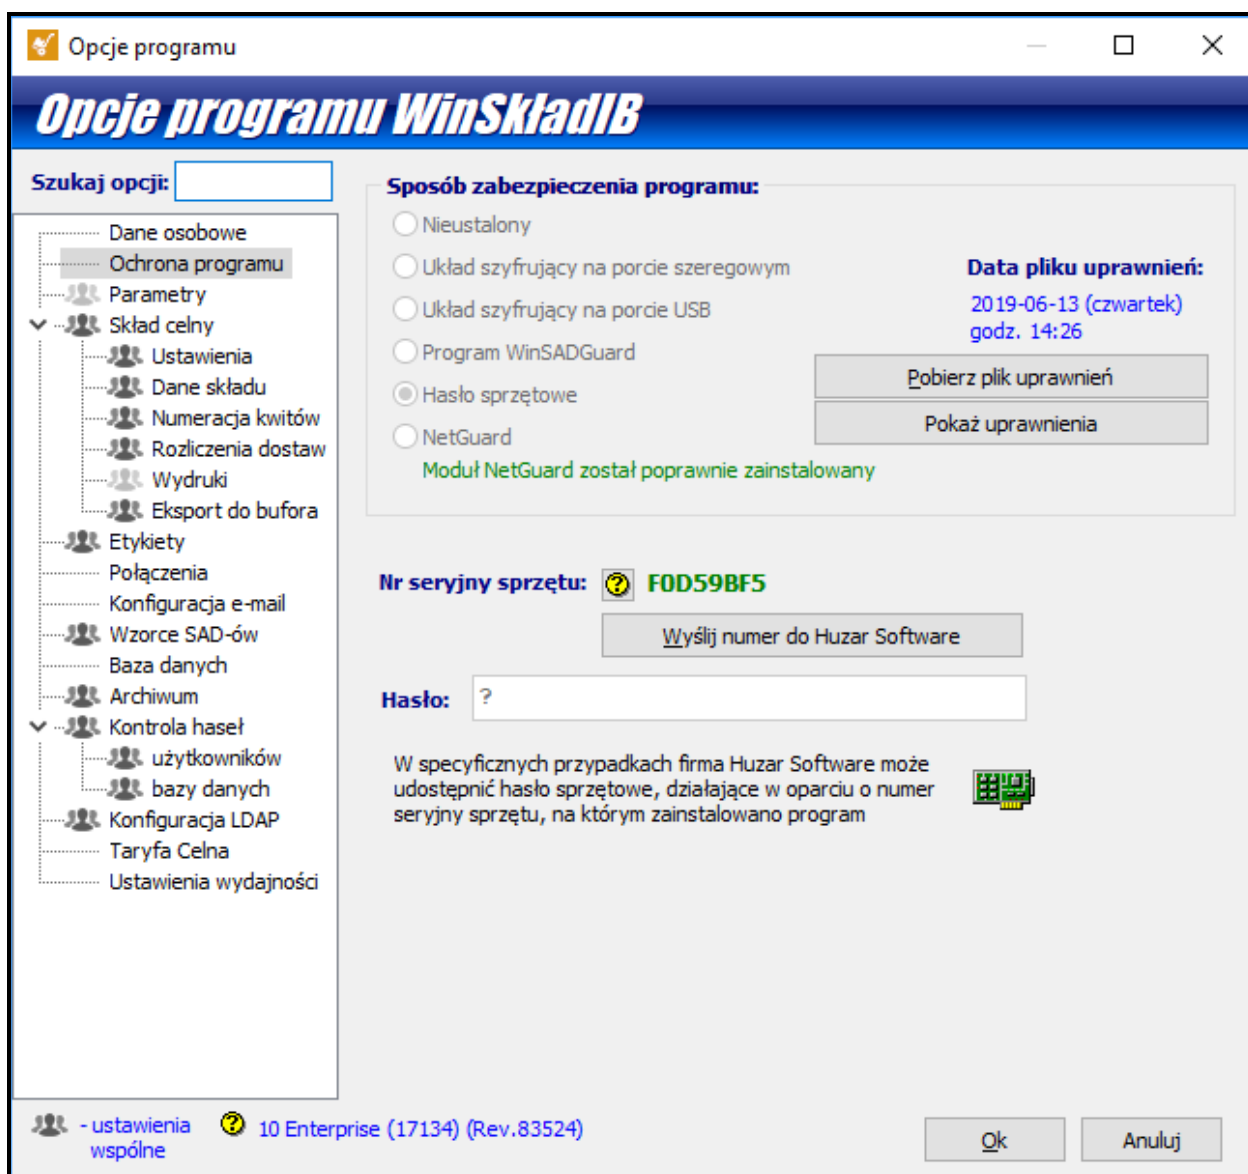 Opcje programu
Opcje programu WinSkładIB
Szukaj opcji:
Dane osobowe
Ochrona programu
Parametry
Skład celny
Ustawienia
Dane składu
Numeracja kwitów
Rozliczenia dostaw
Wydruki
Eksport do bufora
Etykiety
Połączenia
Konfiguracja e-mail
Wzorce SAD-ów
Baza danych
Archiwum
Kontrola haseł
użytkowników
bazy danych
Konfiguracja LDAP
Taryfa Celna
Ustawienia wydajności
Sposób zabezpieczenia programu:
Nieustalony
Układ szyfrujący na porcie szeregowym
Układ szyfrujący na porcie USB
Program WinSADGuard
Hasło sprzętowe
NetGuard
Moduł NetGuard został poprawnie zainstalowany
Data pliku uprawnień:
2019-06-13 (czwartek)
godz. 14:26
Pobierz plik uprawnień
Pokaż uprawnienia
Nr seryjny sprzętu: ? F0D59BF5
Wyślij numer do Huzar Software
Hasło: ?
W specyficznych przypadkach firma Huzar Software może
udostępnić hasło sprzętowe, działające w oparciu o numer
seryjny sprzętu, na którym zainstalowano program
- ustawienia
wspólne
? 10 Enterprise (17134) (Rev.83524)
Ok
Anuluj